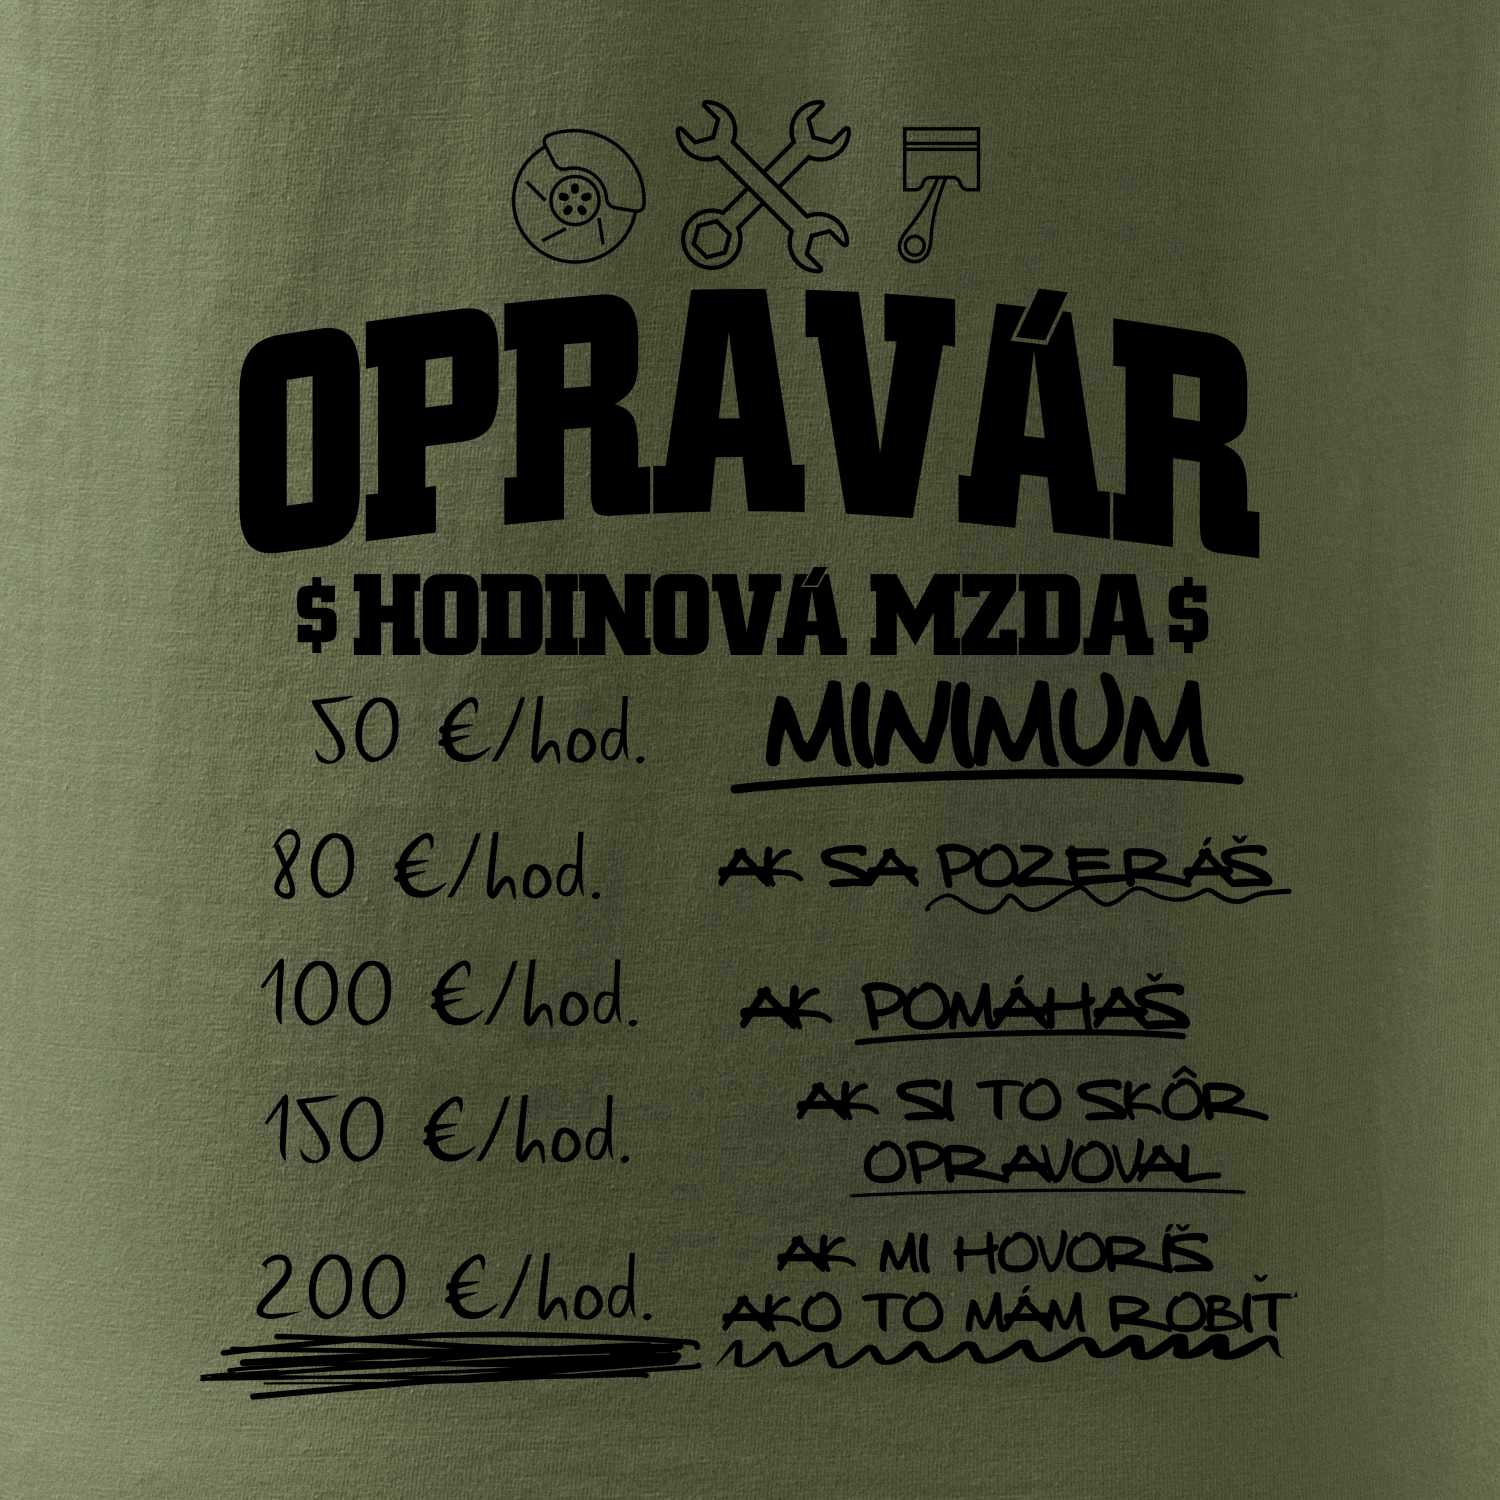 OPRAVÁR
$ HODINOVÁ MZDA $
50 €/hod. MINIMUM
80 €/hod. AK SA POZERÁŠ
100 €/hod. AK POMÁHAŠ
150 €/hod. AK SI TO SKÔR
OPRAVOVAL
200 €/hod. AK MI HOVORÍŠ
AKO TO MÁM ROBIŤ